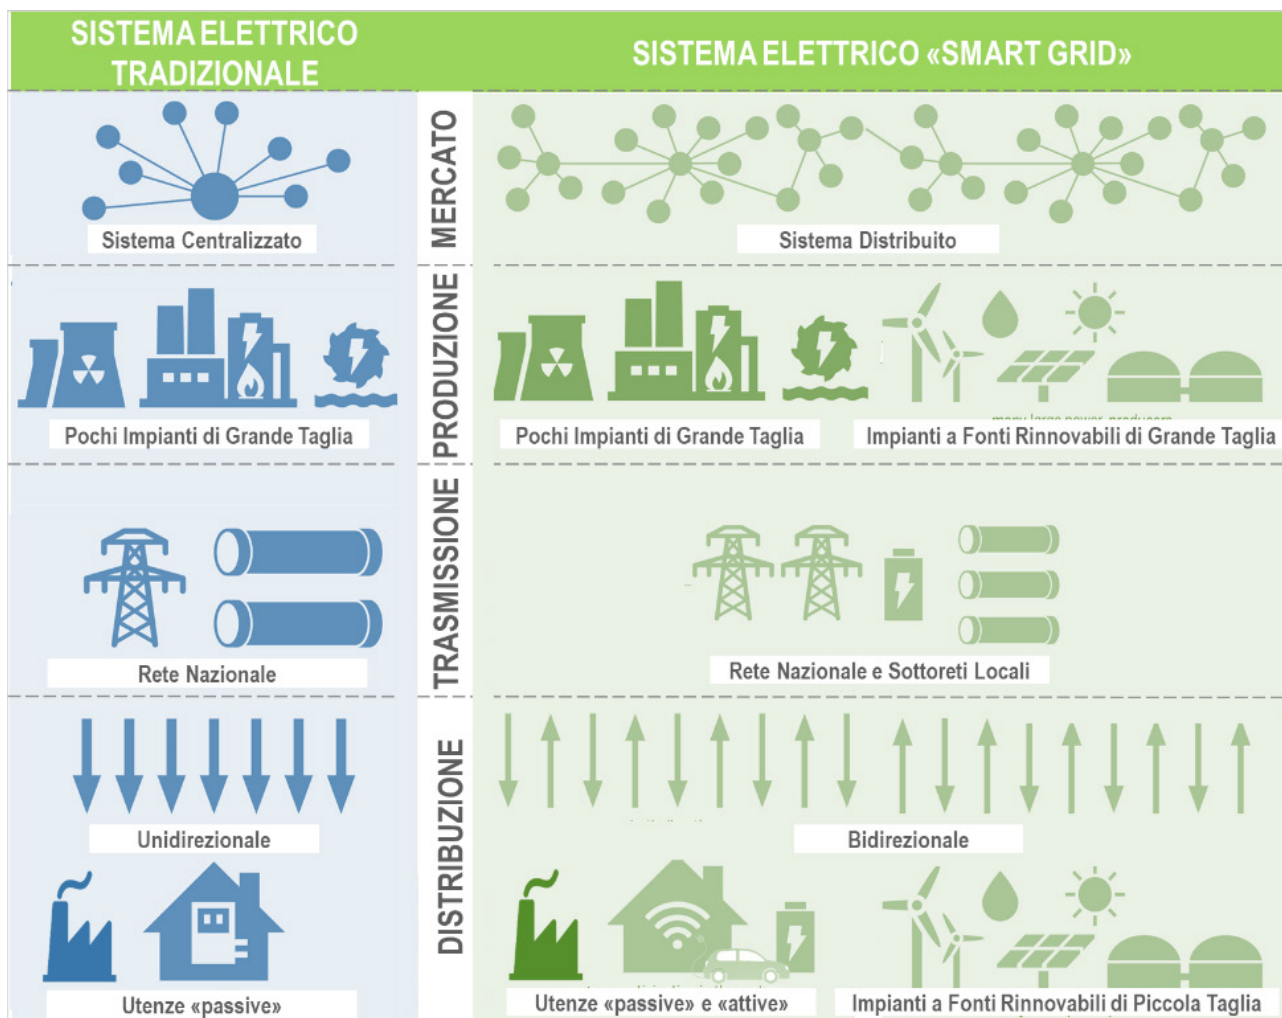 SISTEMA ELETTRICO
TRADIZIONALE
SISTEMA ELETTRICO «SMART GRID»
MERCATO
Sistema Centralizzato
Sistema Distribuito
PRODUZIONE
Pochi Impianti di Grande Taglia
Pochi Impianti di Grande Taglia
Impianti a Fonti Rinnovabili di Grande Taglia
TRASMISSIONE
Rete Nazionale
Rete Nazionale e Sottoreti Locali
DISTRIBUZIONE
Unidirezionale
Bidirezionale
Utenze «passive»
Utenze «passive» e «attive»
Impianti a Fonti Rinnovabili di Piccola Taglia